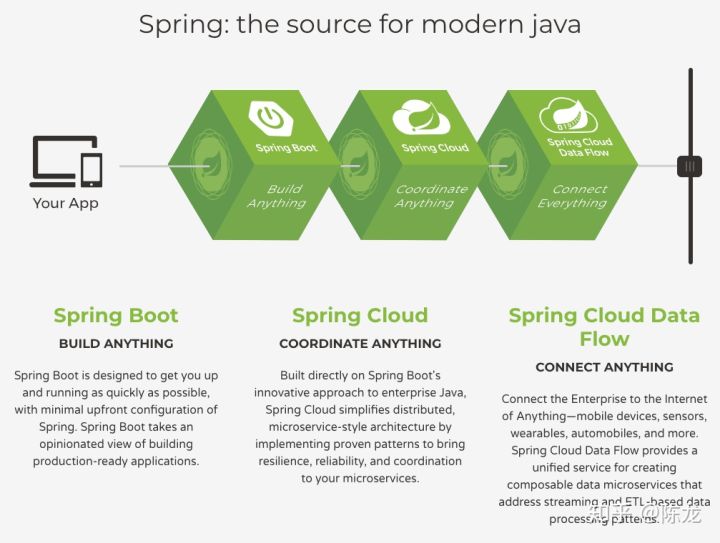 Spring: the source for modern java
Spring Boot
Build
Anything
Spring Cloud
Coordinate
Anything
Spring Cloud
Data Flow
Connect
Everything
Your App
Spring Boot
BUILD ANYTHING
Spring Boot is designed to get you up
and running as quickly as possible,
with minimal upfront configuration of
Spring. Spring Boot takes an
opinionated view of building
production-ready applications.
Spring Cloud
COORDINATE ANYTHING
Built directly on Spring Boot's
innovative approach to enterprise Java,
Spring Cloud simplifies distributed,
microservice-style architecture by
implementing proven patterns to bring
resilience, reliability, and coordination
to your microservices.
Spring Cloud Data
Flow
CONNECT ANYTHING
Connect the Enterprise to the Internet
of Anything—mobile devices, sensors,
wearables, automobiles, and more.
Spring Cloud Data Flow provides a
unified service for creating
composable data microservices that
address streaming and ETL-based data
processing patterns.
知乎 @陈龙